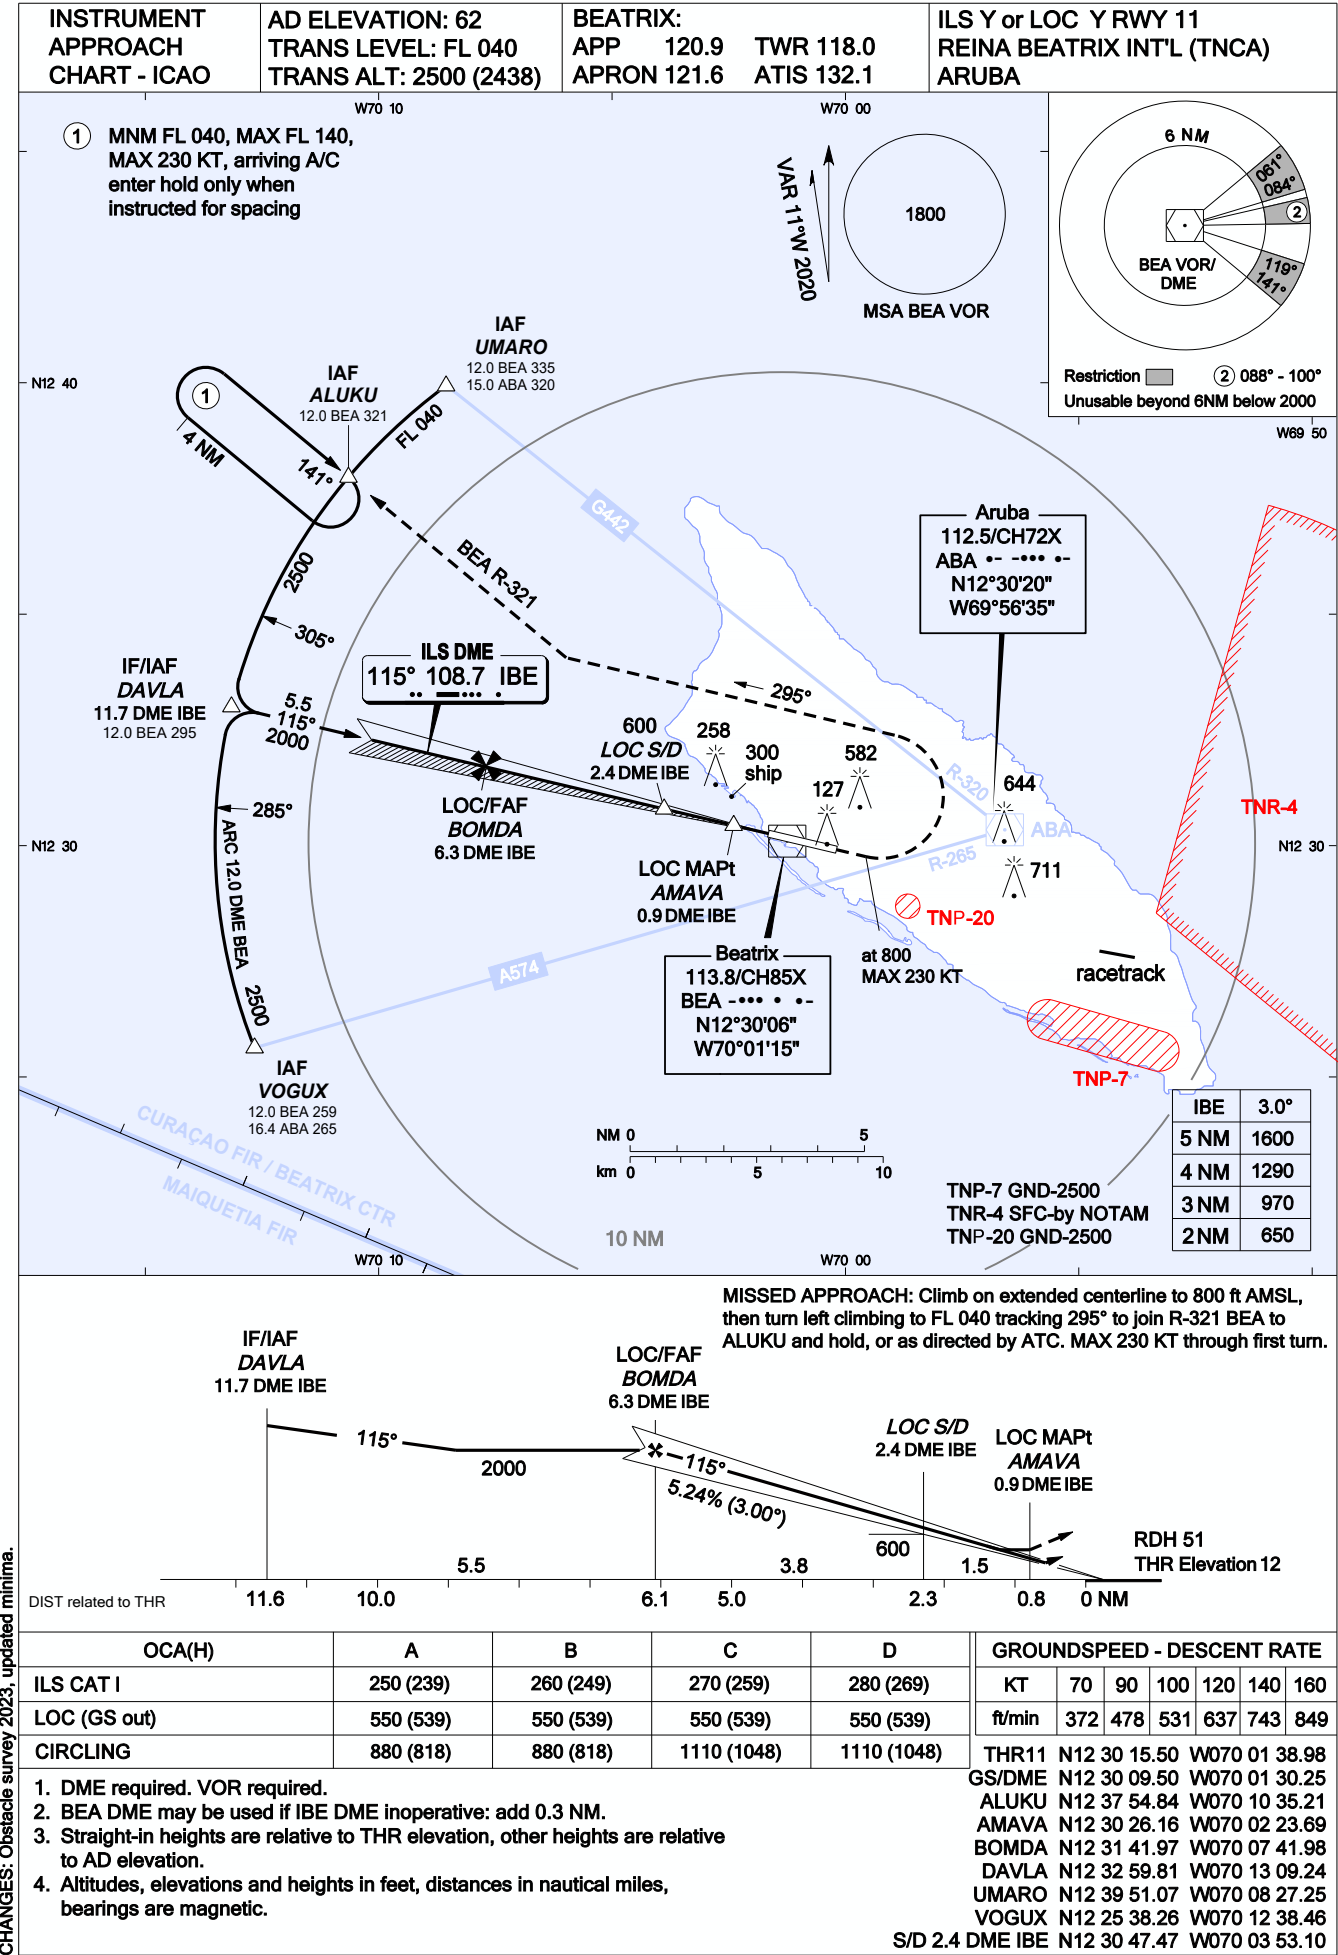 INSTRUMENT
APPROACH
CHART - ICAO
AD ELEVATION: 62
TRANS LEVEL: FL 040
TRANS ALT: 2500 (2438)
BEATRIX:
APP 120.9 TWR 118.0
APRON 121.6 ATIS 132.1
ILS Y or LOC Y RWY 11
REINA BEATRIX INT'L (TNCA)
ARUBA
W70 10
W70 00
1 MNM FL 040, MAX FL 140,
MAX 230 KT, arriving A/C
enter hold only when
instructed for spacing
VAR 11°W 2020
1800
MSA BEA VOR
6 NM
061°
084°
2
119°
141°
BEA VOR/
DME
Restriction 2 088° - 100°
Unusable beyond 6NM below 2000
W69 50
N12 40
IAF
UMARO
12.0 BEA 335
15.0 ABA 320
IAF
ALUKU
12.0 BEA 321
1
4 NM
141°
FL 040
G442
2500
BEA R-321
305°
Aruba
112.5/CH72X
ABA •- -••• •-
N12°30'20"
W69°56'35"
ILS DME
115° 108.7 IBE
•• -••• •
IF/IAF
DAVLA
11.7 DME IBE
12.0 BEA 295
5.5
115°
2000
295°
600
LOC S/D
2.4 DME IBE
258
300
ship
582
127
R-320
644
ABA
TNR-4
285°
LOC/FAF
BOMDA
6.3 DME IBE
N12 30
N12 30
R-265
711
LOC MAPt
AMAVA
0.9 DME IBE
ARC 12.0 DME BEA
2500
TNP-20
A574
Beatrix
113.8/CH85X
BEA -••• • •-
N12°30'06"
W70°01'15"
at 800
MAX 230 KT
racetrack
TNP-7
IAF
VOGUX
12.0 BEA 259
16.4 ABA 265
CURAÇAO FIR / BEATRIX CTR
MAIQUETIA FIR
NM 0 5
km 0 5 10
IBE 3.0°
5 NM 1600
4 NM 1290
3 NM 970
2 NM 650
TNP-7 GND-2500
TNR-4 SFC-by NOTAM
TNP-20 GND-2500
10 NM
W70 10
W70 00
MISSED APPROACH: Climb on extended centerline to 800 ft AMSL,
then turn left climbing to FL 040 tracking 295° to join R-321 BEA to
ALUKU and hold, or as directed by ATC. MAX 230 KT through first turn.
IF/IAF
DAVLA
11.7 DME IBE
LOC/FAF
BOMDA
6.3 DME IBE
LOC S/D
2.4 DME IBE
LOC MAPt
AMAVA
0.9 DME IBE
115°
2000
115°
5.24% (3.00°)
600
RDH 51
THR Elevation 12
5.5 3.8 1.5
DIST related to THR 11.6 10.0 6.1 5.0 2.3 0.8 0 NM
OCA(H) A B C D
ILS CAT I 250 (239) 260 (249) 270 (259) 280 (269)
LOC (GS out) 550 (539) 550 (539) 550 (539) 550 (539)
CIRCLING 880 (818) 880 (818) 1110 (1048) 1110 (1048)
GROUNDSPEED - DESCENT RATE
KT 70 90 100 120 140 160
ft/min 372 478 531 637 743 849
1. DME required. VOR required.
2. BEA DME may be used if IBE DME inoperative: add 0.3 NM.
3. Straight-in heights are relative to THR elevation, other heights are relative
to AD elevation.
4. Altitudes, elevations and heights in feet, distances in nautical miles,
bearings are magnetic.
THR11 N12 30 15.50 W070 01 38.98
GS/DME N12 30 09.50 W070 01 30.25
ALUKU N12 37 54.84 W070 10 35.21
AMAVA N12 30 26.16 W070 02 23.69
BOMDA N12 31 41.97 W070 07 41.98
DAVLA N12 32 59.81 W070 13 09.24
UMARO N12 39 51.07 W070 08 27.25
VOGUX N12 25 38.26 W070 12 38.46
S/D 2.4 DME IBE N12 30 47.47 W070 03 53.10
CHANGES: Obstacle survey 2023, updated minima.